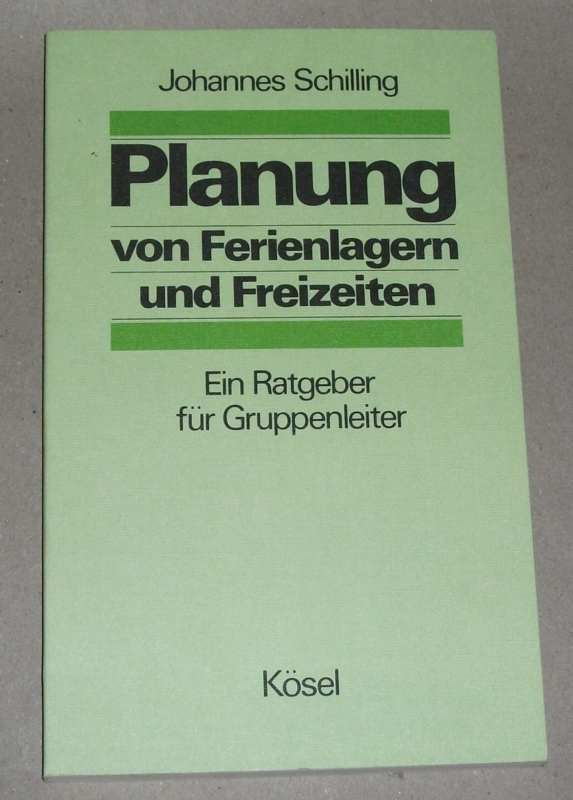 Johannes Schilling
Planung
von Ferienlagern
und Freizeiten
Ein Ratgeber
für Gruppenleiter
Kösel